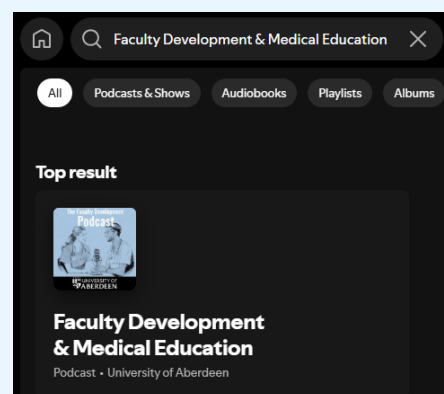 Faculty Development & Medical Education
All Podcasts & Shows Audiobooks Playlists Albums
Top result
The Faculty Development
Podcast
UNIVERSITY OF
ABERDEEN
Faculty Development
& Medical Education
Podcast • University of Aberdeen